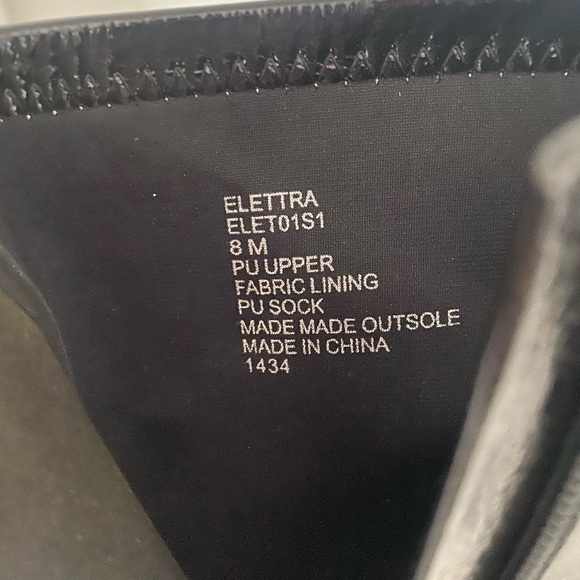 ELETTRA
ELET01S1
8 M
PU UPPER
FABRIC LINING
PU SOCK
MADE MADE OUTSOLE
MADE IN CHINA
1434